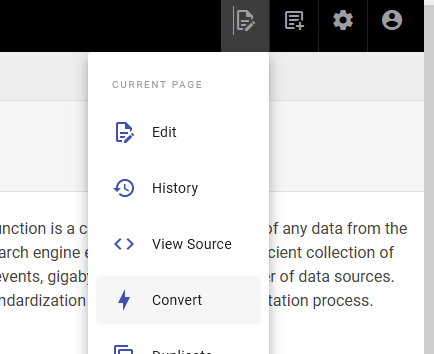 CURRENT PAGE
Edit
History
View Source
Convert
Duplicate
unction is a c of any data from the
arch engine e cient collection of
events, gigaby r of data sources.
ndardization tation process.